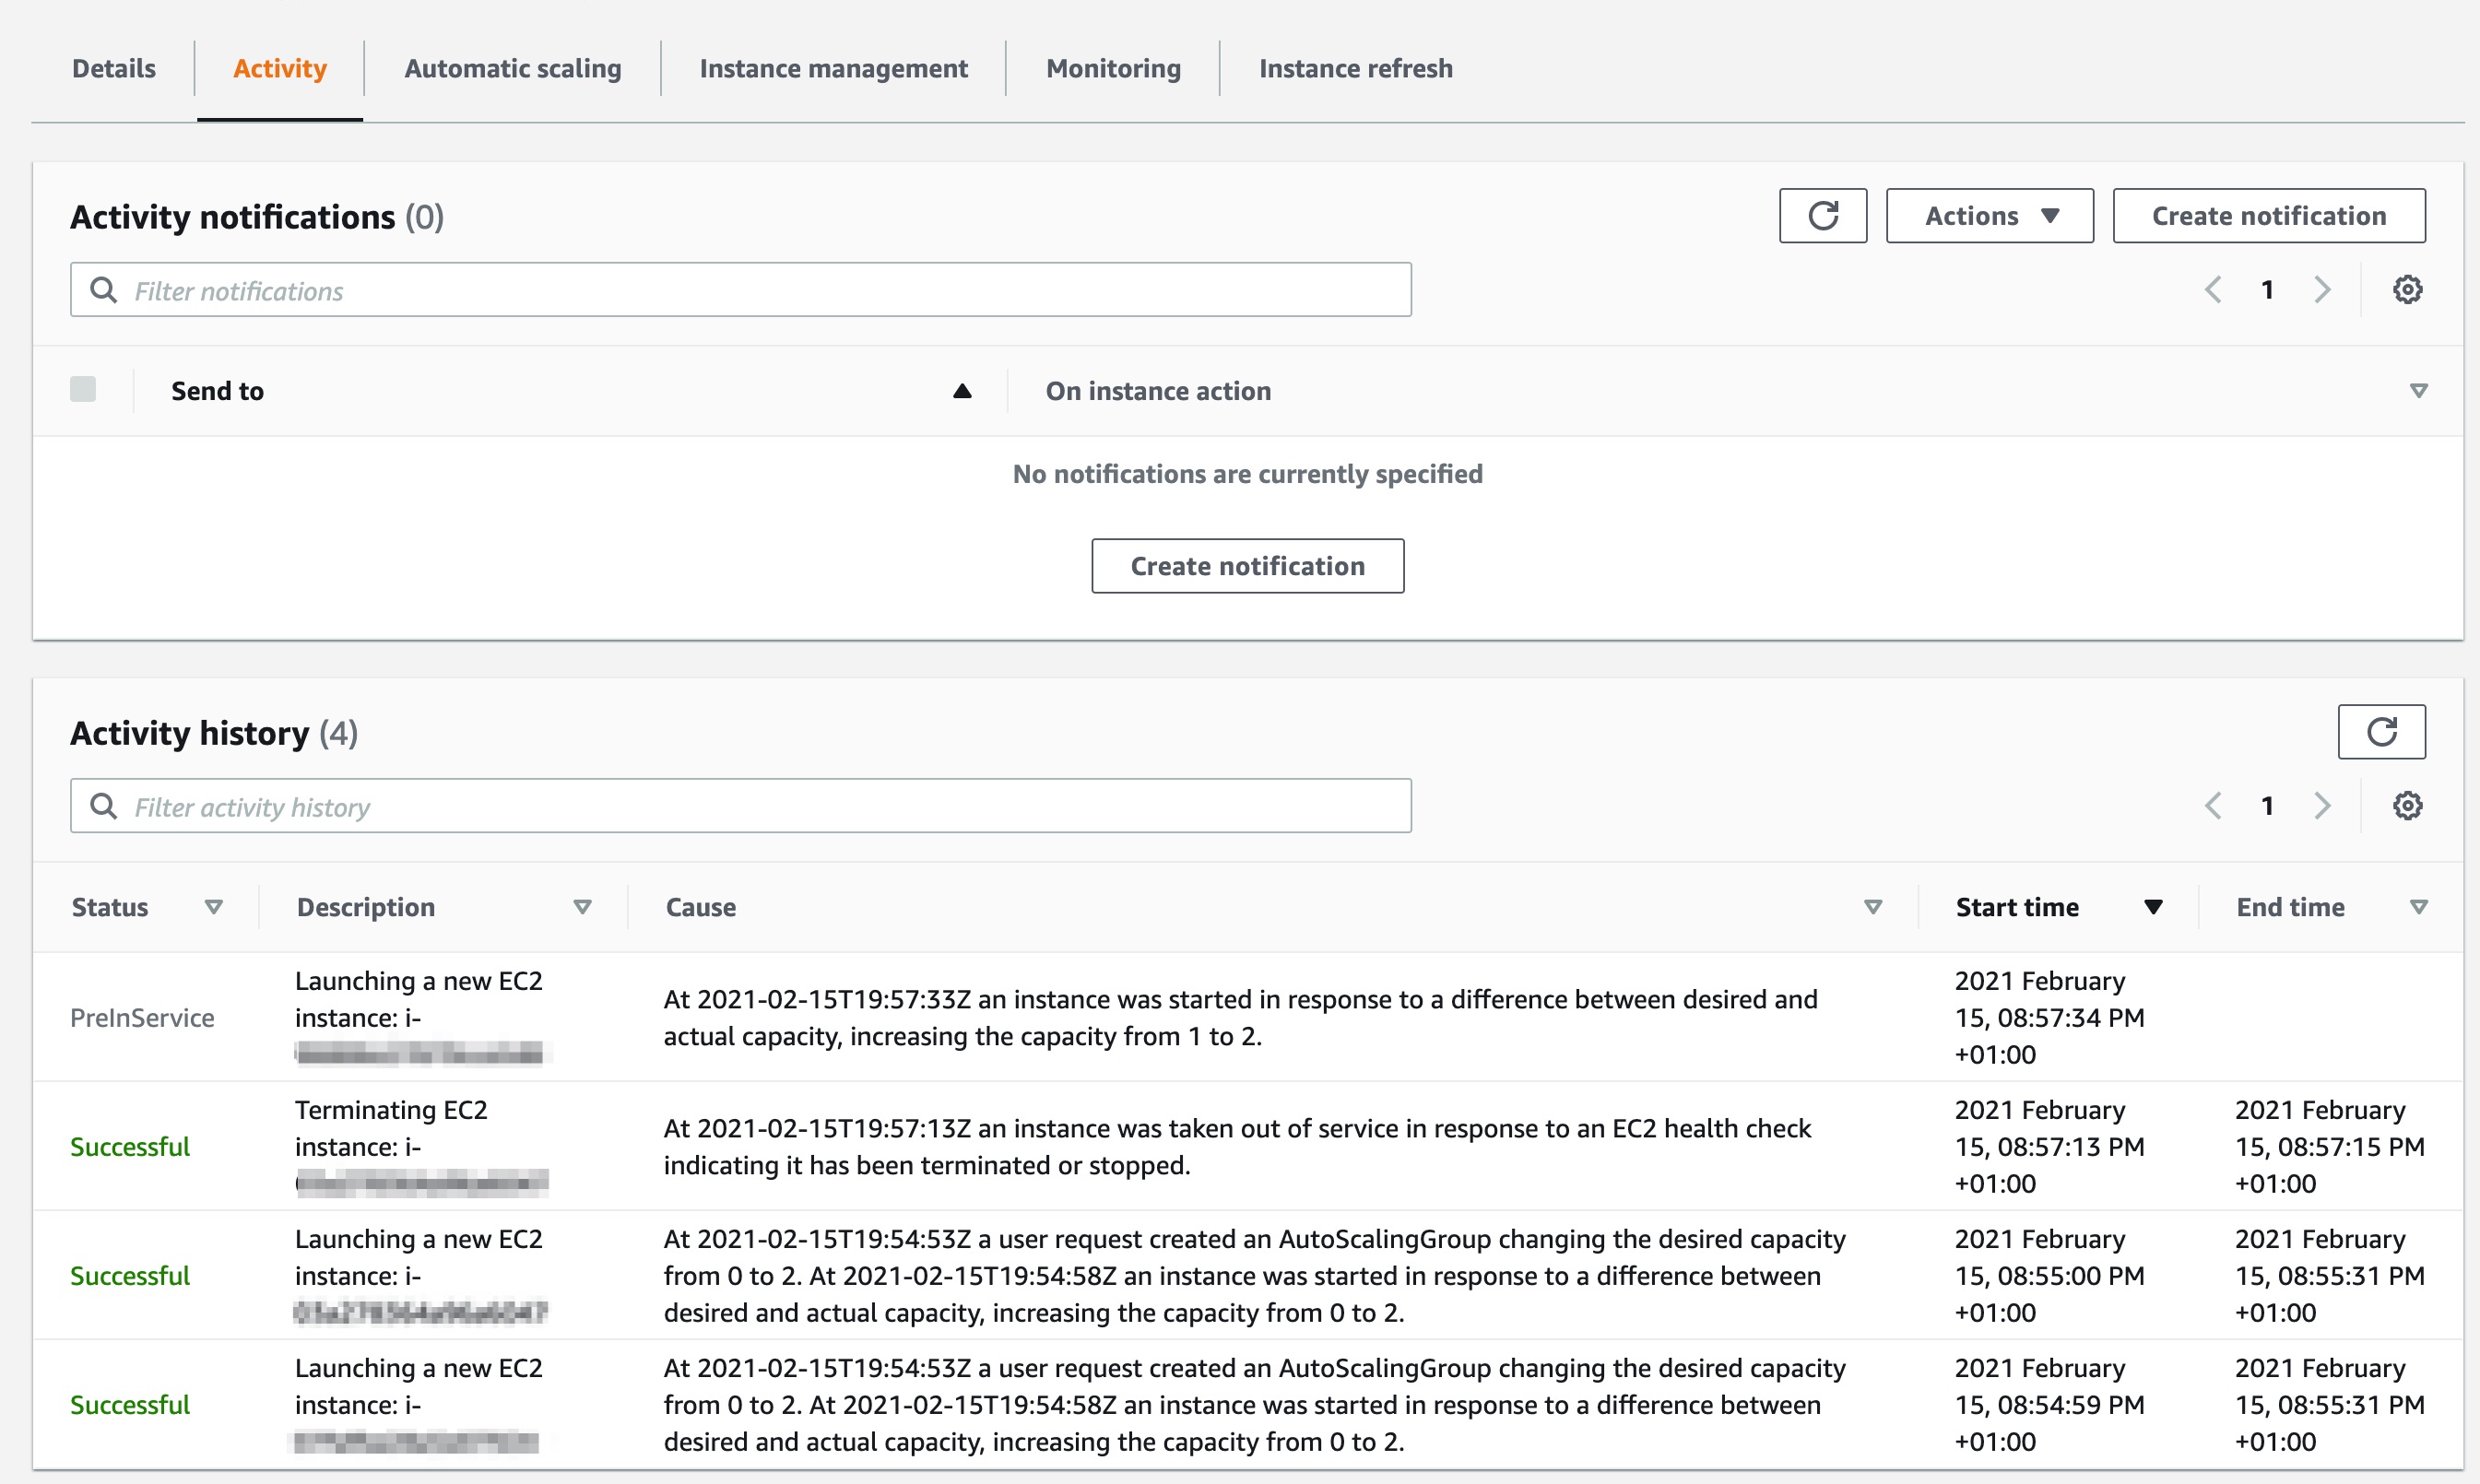 Details
Activity
Automatic scaling
Instance management
Monitoring
Instance refresh
Activity notifications (0)
Actions
Create notification
Filter notifications
1
Send to
On instance action
No notifications are currently specified
Create notification
Activity history (4)
Filter activity history
1
Status
Description
Cause
Start time
End time
PreInService
Launching a new EC2
instance: i-
At 2021-02-15T19:57:33Z an instance was started in response to a difference between desired and
actual capacity, increasing the capacity from 1 to 2.
2021 February
15, 08:57:34 PM
+01:00
Successful
Terminating EC2
instance: i-
At 2021-02-15T19:57:13Z an instance was taken out of service in response to an EC2 health check
indicating it has been terminated or stopped.
2021 February
15, 08:57:13 PM
+01:00
2021 February
15, 08:57:15 PM
+01:00
Successful
Launching a new EC2
instance: i-
At 2021-02-15T19:54:53Z a user request created an AutoScalingGroup changing the desired capacity
from 0 to 2. At 2021-02-15T19:54:58Z an instance was started in response to a difference between
desired and actual capacity, increasing the capacity from 0 to 2.
2021 February
15, 08:55:00 PM
+01:00
2021 February
15, 08:55:31 PM
+01:00
Successful
Launching a new EC2
instance: i-
At 2021-02-15T19:54:53Z a user request created an AutoScalingGroup changing the desired capacity
from 0 to 2. At 2021-02-15T19:54:58Z an instance was started in response to a difference between
desired and actual capacity, increasing the capacity from 0 to 2.
2021 February
15, 08:54:59 PM
+01:00
2021 February
15, 08:55:31 PM
+01:00